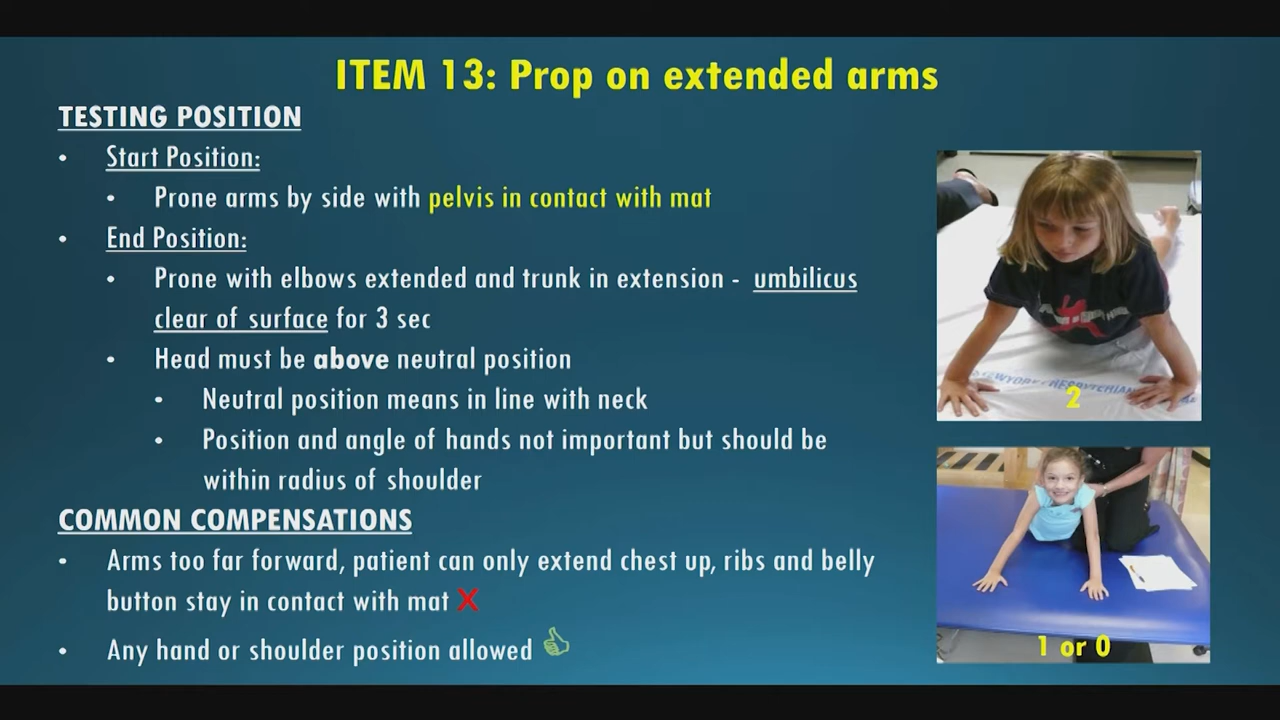 ITEM 13: Prop on extended arms
TESTING POSITION
• Start Position:
• Prone arms by side with pelvis in contact with mat
• End Position:
• Prone with elbows extended and trunk in extension - umbilicus
clear of surface for 3 sec
• Head must be above neutral position
• Neutral position means in line with neck
• Position and angle of hands not important but should be
within radius of shoulder
COMMON COMPENSATIONS
• Arms too far forward, patient can only extend chest up, ribs and belly
button stay in contact with mat X
• Any hand or shoulder position allowed
2
1 or 0